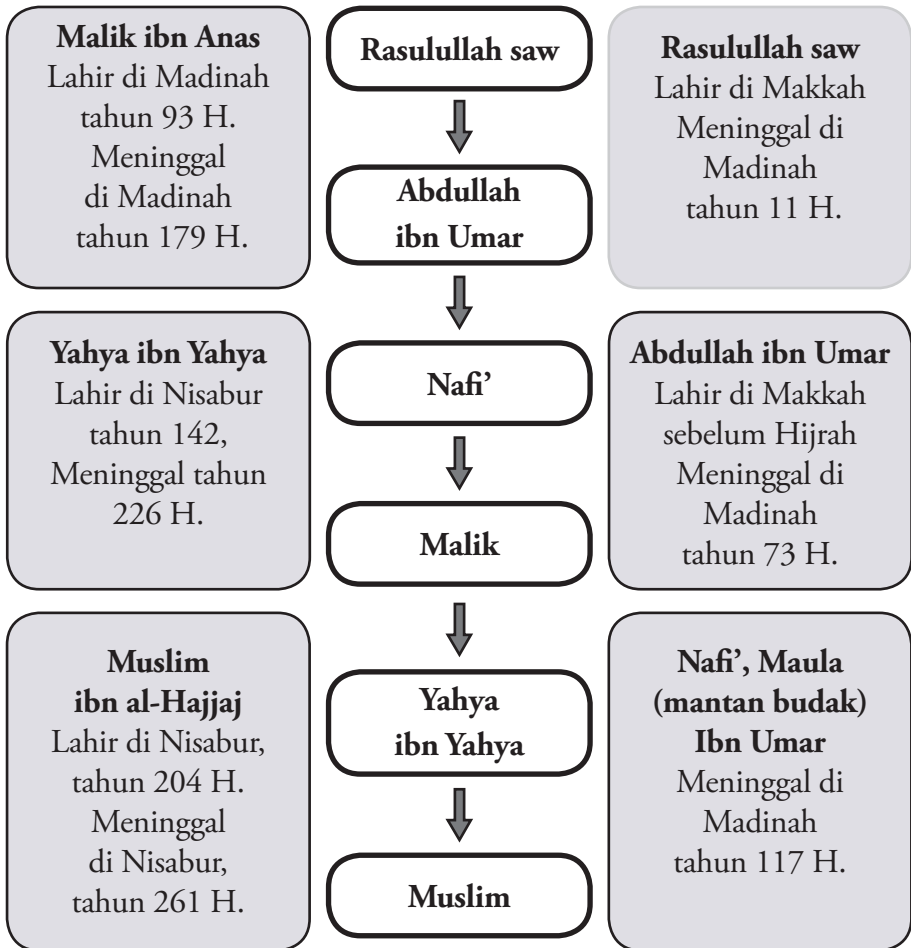 Malik ibn Anas
Lahir di Madinah
tahun 93 H.
Meninggal
di Madinah
tahun 179 H.
Yahya ibn Yahya
Lahir di Nisabur
tahun 142,
Meninggal tahun
226 H.
Muslim
ibn al-Hajjaj
Lahir di Nisabur,
tahun 204 H.
Meninggal
di Nisabur,
tahun 261 H.
Rasulullah saw
Abdullah
ibn Umar
Nafi’
Malik
Yahya
ibn Yahya
Muslim
Rasulullah saw
Lahir di Makkah
Meninggal di
Madinah
tahun 11 H.
Abdullah ibn Umar
Lahir di Makkah
sebelum Hijrah
Meninggal di
Madinah
tahun 73 H.
Nafi’, Maula
(mantan budak)
Ibn Umar
Meninggal di
Madinah
tahun 117 H.